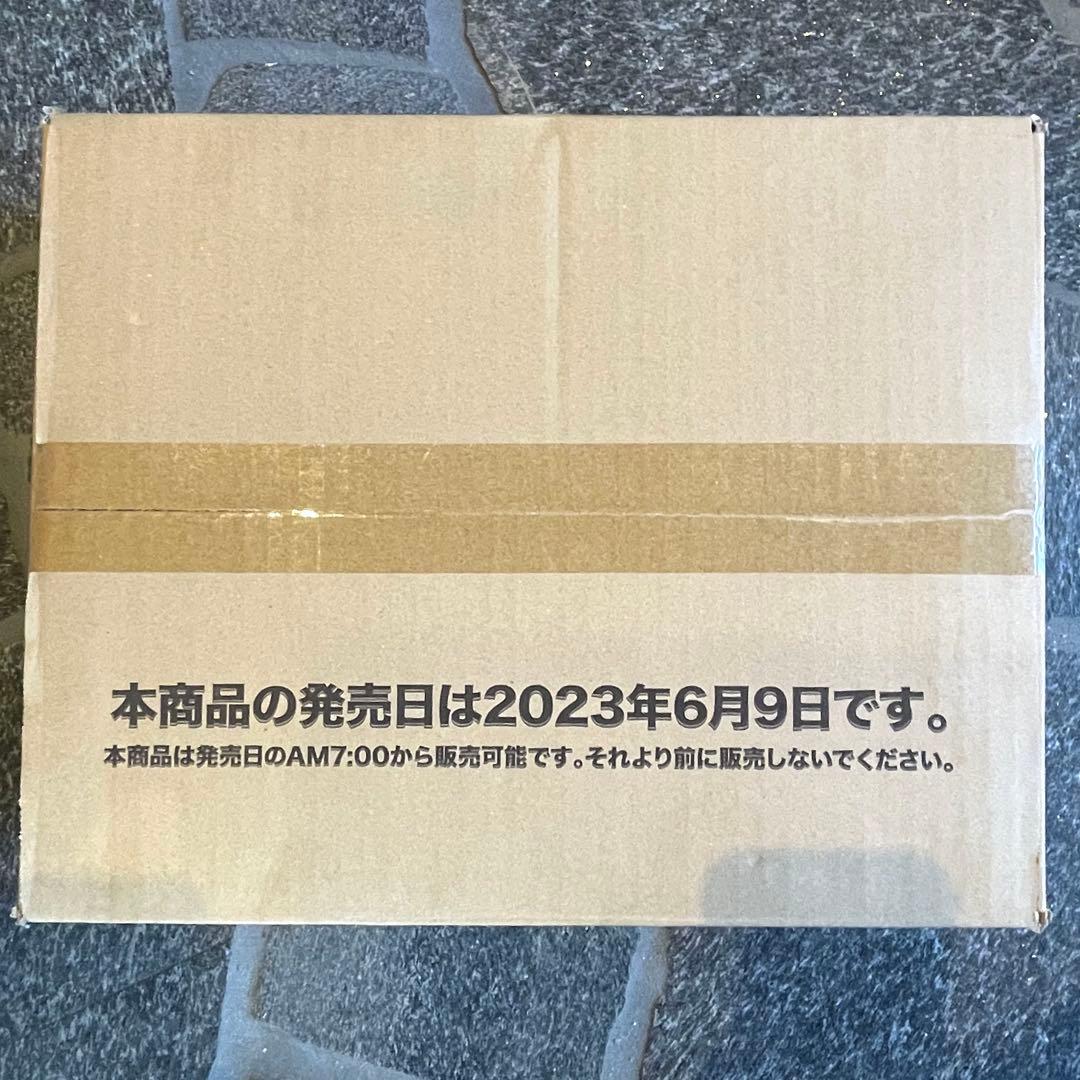 本商品の発売日は2023年6月9日です。
本商品は発売日のAM7:00から販売可能です。それより前に販売しないでください。